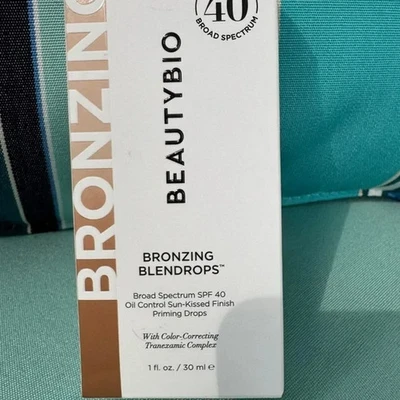 40
BROAD SPECTRUM
BRONZING
BEAUTYBIO
BRONZING
BLENDROPS™
Broad Spectrum SPF 40
Oil Control Sun-Kissed Finish
Priming Drops
With Color-Correcting
Tranexamic Complex
1 fl. oz. / 30 ml e